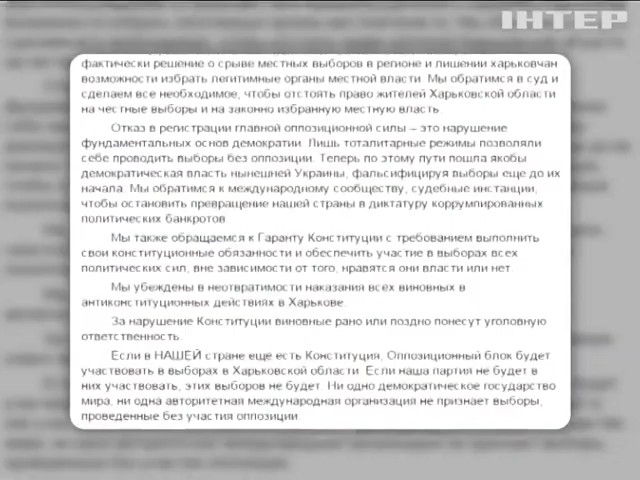 ІНТЕР
фактически решение о срыве местных выборов в регионе и лишении харьковчан
возможности избрать легитимные органы местной власти. Мы обратимся в суд и
сделаем все необходимое, чтобы отстоять право жителей Харьковской области
на честные выборы и на законно избранную местную власть.
Отказ в регистрации главной оппозиционной силы – это нарушение
фундаментальных основ демократии. Лишь тоталитарные режимы позволяли
себе проводить выборы без оппозиции. Теперь по этому пути пошла якобы
демократическая власть нынешней Украины, фальсифицируя выборы еще до их
начала. Мы обратимся к международному сообществу, судебные инстанции,
чтобы остановить превращение нашей страны в диктатуру коррумпированных
политических банкротов.
Мы также обращаемся к Гаранту Конституции с требованием выполнить
свои конституционные обязанности и обеспечить участие в выборах всех
политических сил, вне зависимости от того, нравятся они власти или нет.
Мы убеждены в неотвратимости наказания всех виновных в
антиконституционных действиях в Харькове.
За нарушение Конституции виновные рано или поздно понесут уголовную
ответственность.
Если в НАШЕЙ стране еще есть Конституция, Оппозиционный блок будет
участвовать в выборах в Харьковской области. Если наша партия не будет в
них участвовать, этих выборов не будет. Ни одно демократическое государство
мира, ни одна авторитетная международная организация не признает выборы,
проведенные без участия оппозиции.